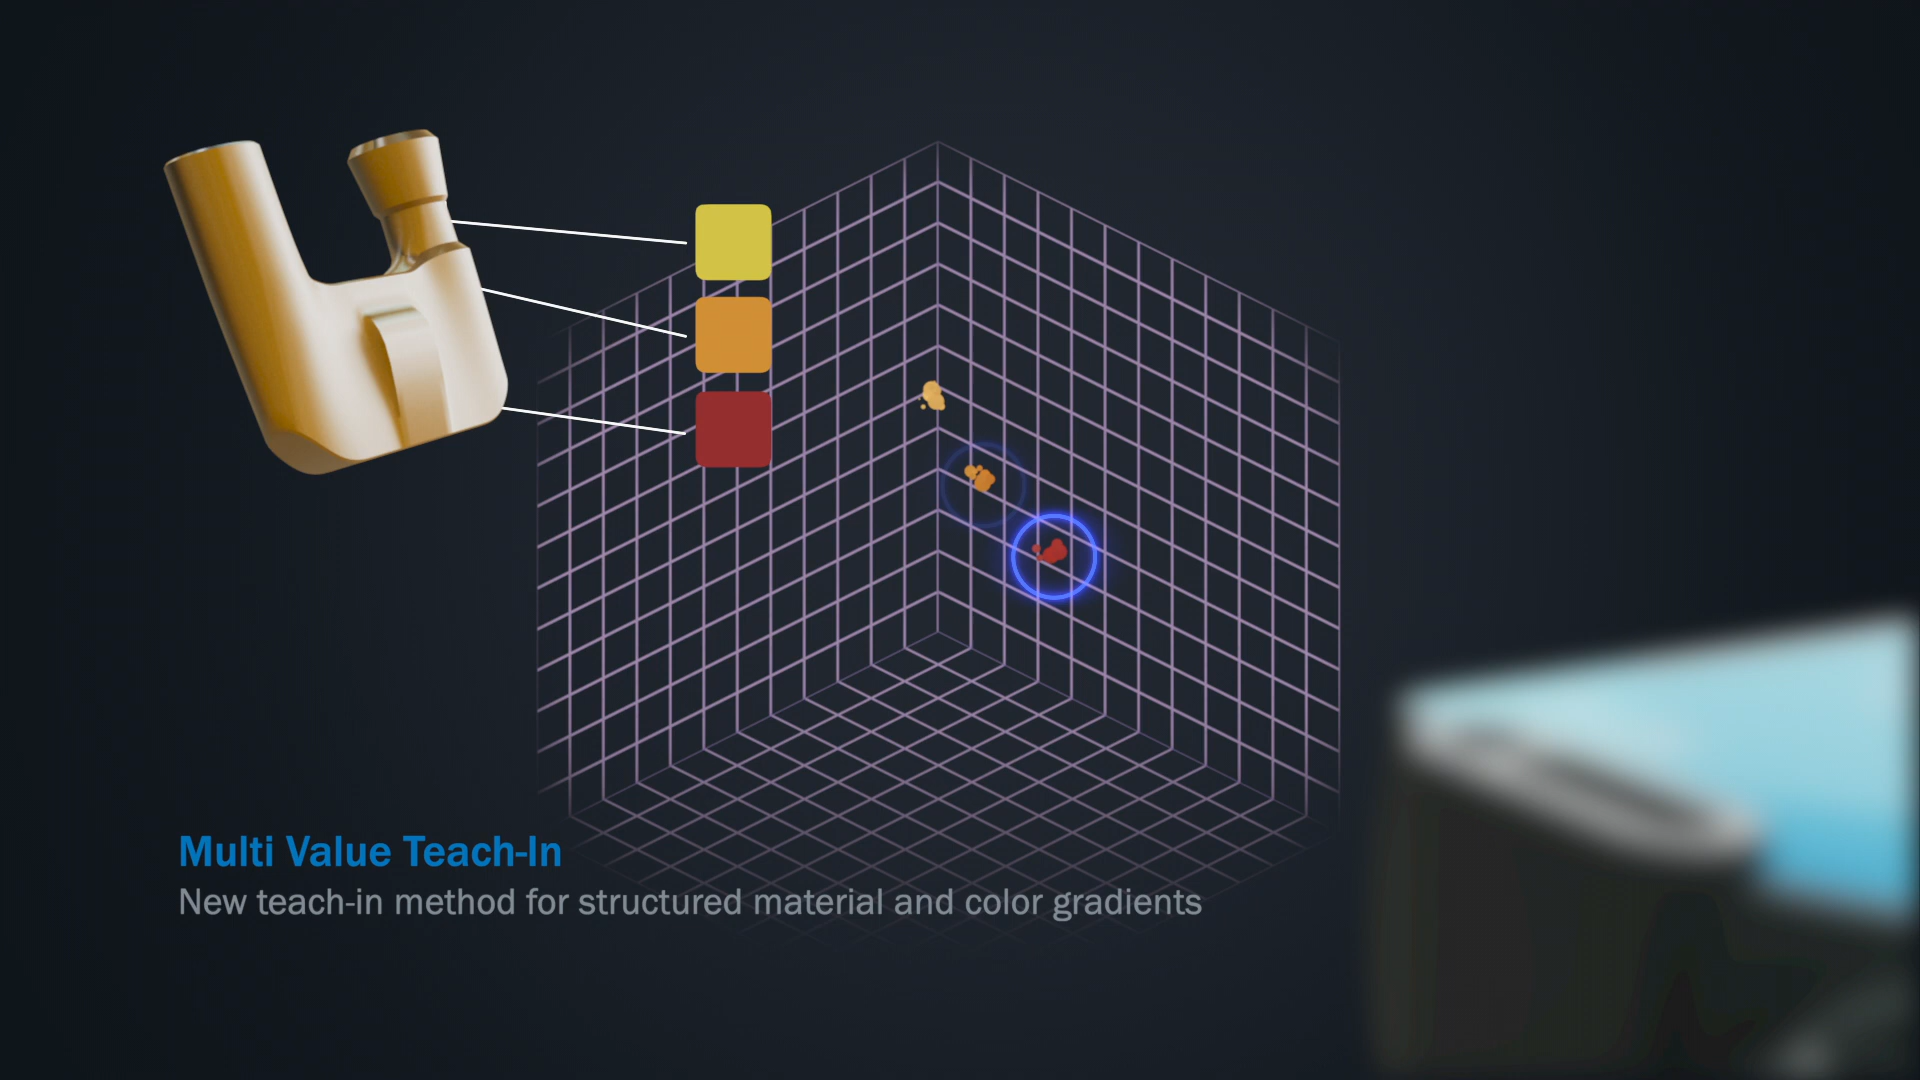 Multi Value Teach-In
New teach-in method for structured material and color gradients